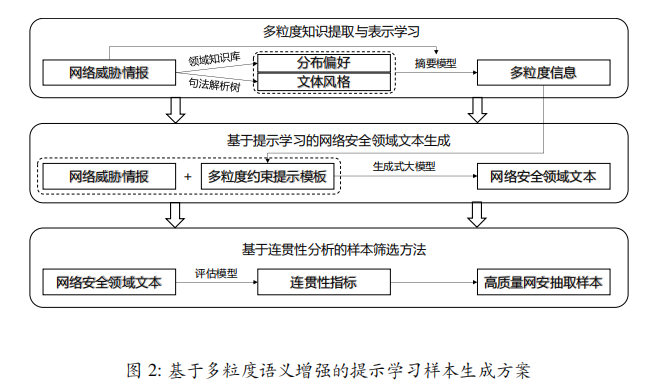 多粒度知识提取与表示学习
领域知识库
分布偏好
网络威胁情报
摘要模型
多粒度信息
句法解析树
文体风格
基于提示学习的网络安全领域文本生成
网络威胁情报
+
多粒度约束提示模板
生成式大模型
网络安全领域文本
基于连贯性分析的样本筛选方法
网络安全领域文本
评估模型
连贯性指标
高质量网安抽取样本
图 2: 基于多粒度语义增强的提示学习样本生成方案